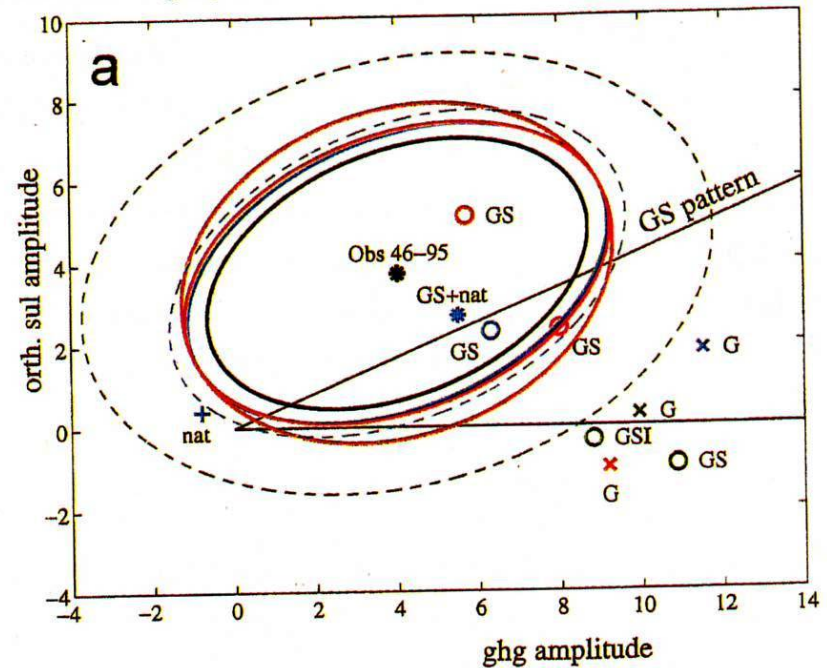 a
10
8
6
4
2
0
−2
−4
orth. sul amplitude
GS pattern
GS
Obs 46–95
GS+nat
GS
GS
G
nat
G
GSI
GS
G
−4
−2
0
2
4
6
8
10
12
14
ghg amplitude